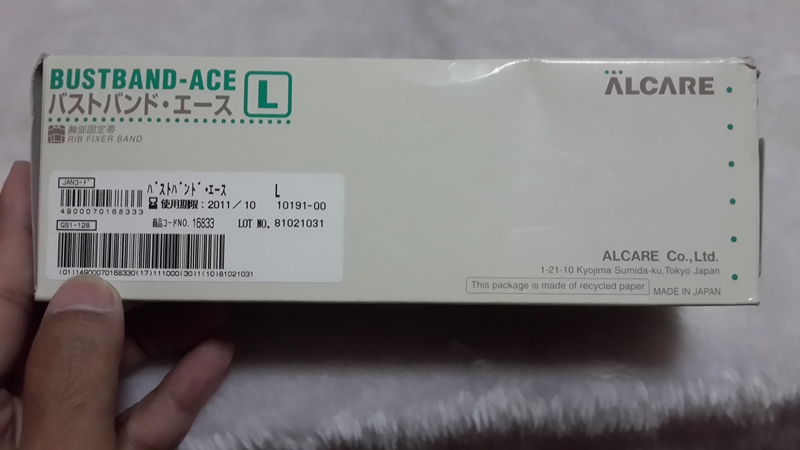 BUSTBAND-ACE
バストバンド・エース
L
胸部固定帯
RIB FIXER BAND
ALCARE
JANコード
バストバンド・エース L
使用期限:2011/10 10191-00
4900070168333
商品コードNO. 16833 LOT NO. 81021031
GS1-128
(01)14900070168330(17)111000(30)1(10)81021031
ALCARE Co.,Ltd.
1-21-10 Kyojima Sumida-ku,Tokyo Japan
This package is made of recycled paper
MADE IN JAPAN